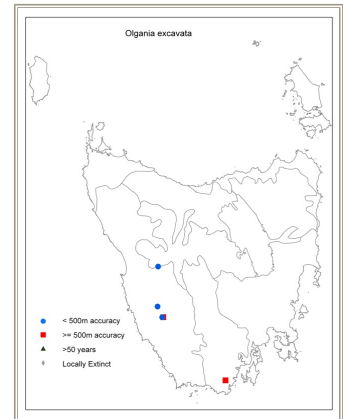 Olgania excavata
< 500m accuracy
>= 500m accuracy
>50 years
Locally Extinct